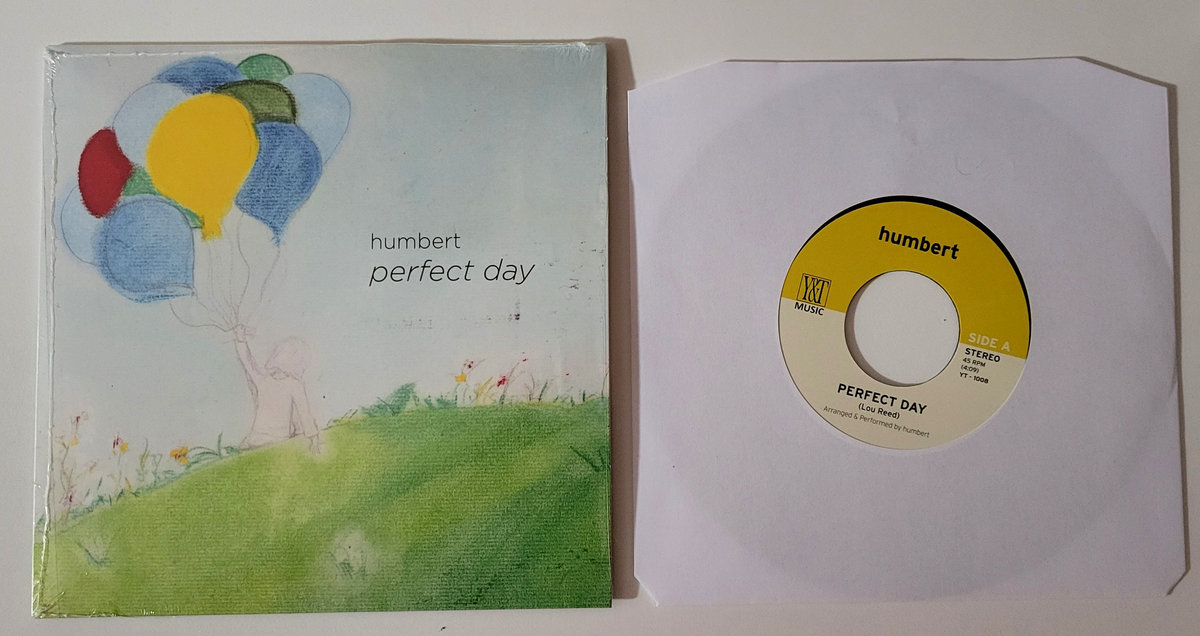 humbert
perfect day
humbert
Y&T
MUSIC
SIDE A
STEREO
45 RPM
(4:09)
YT - 1008
PERFECT DAY
(Lou Reed)
Arranged & Performed by humbert